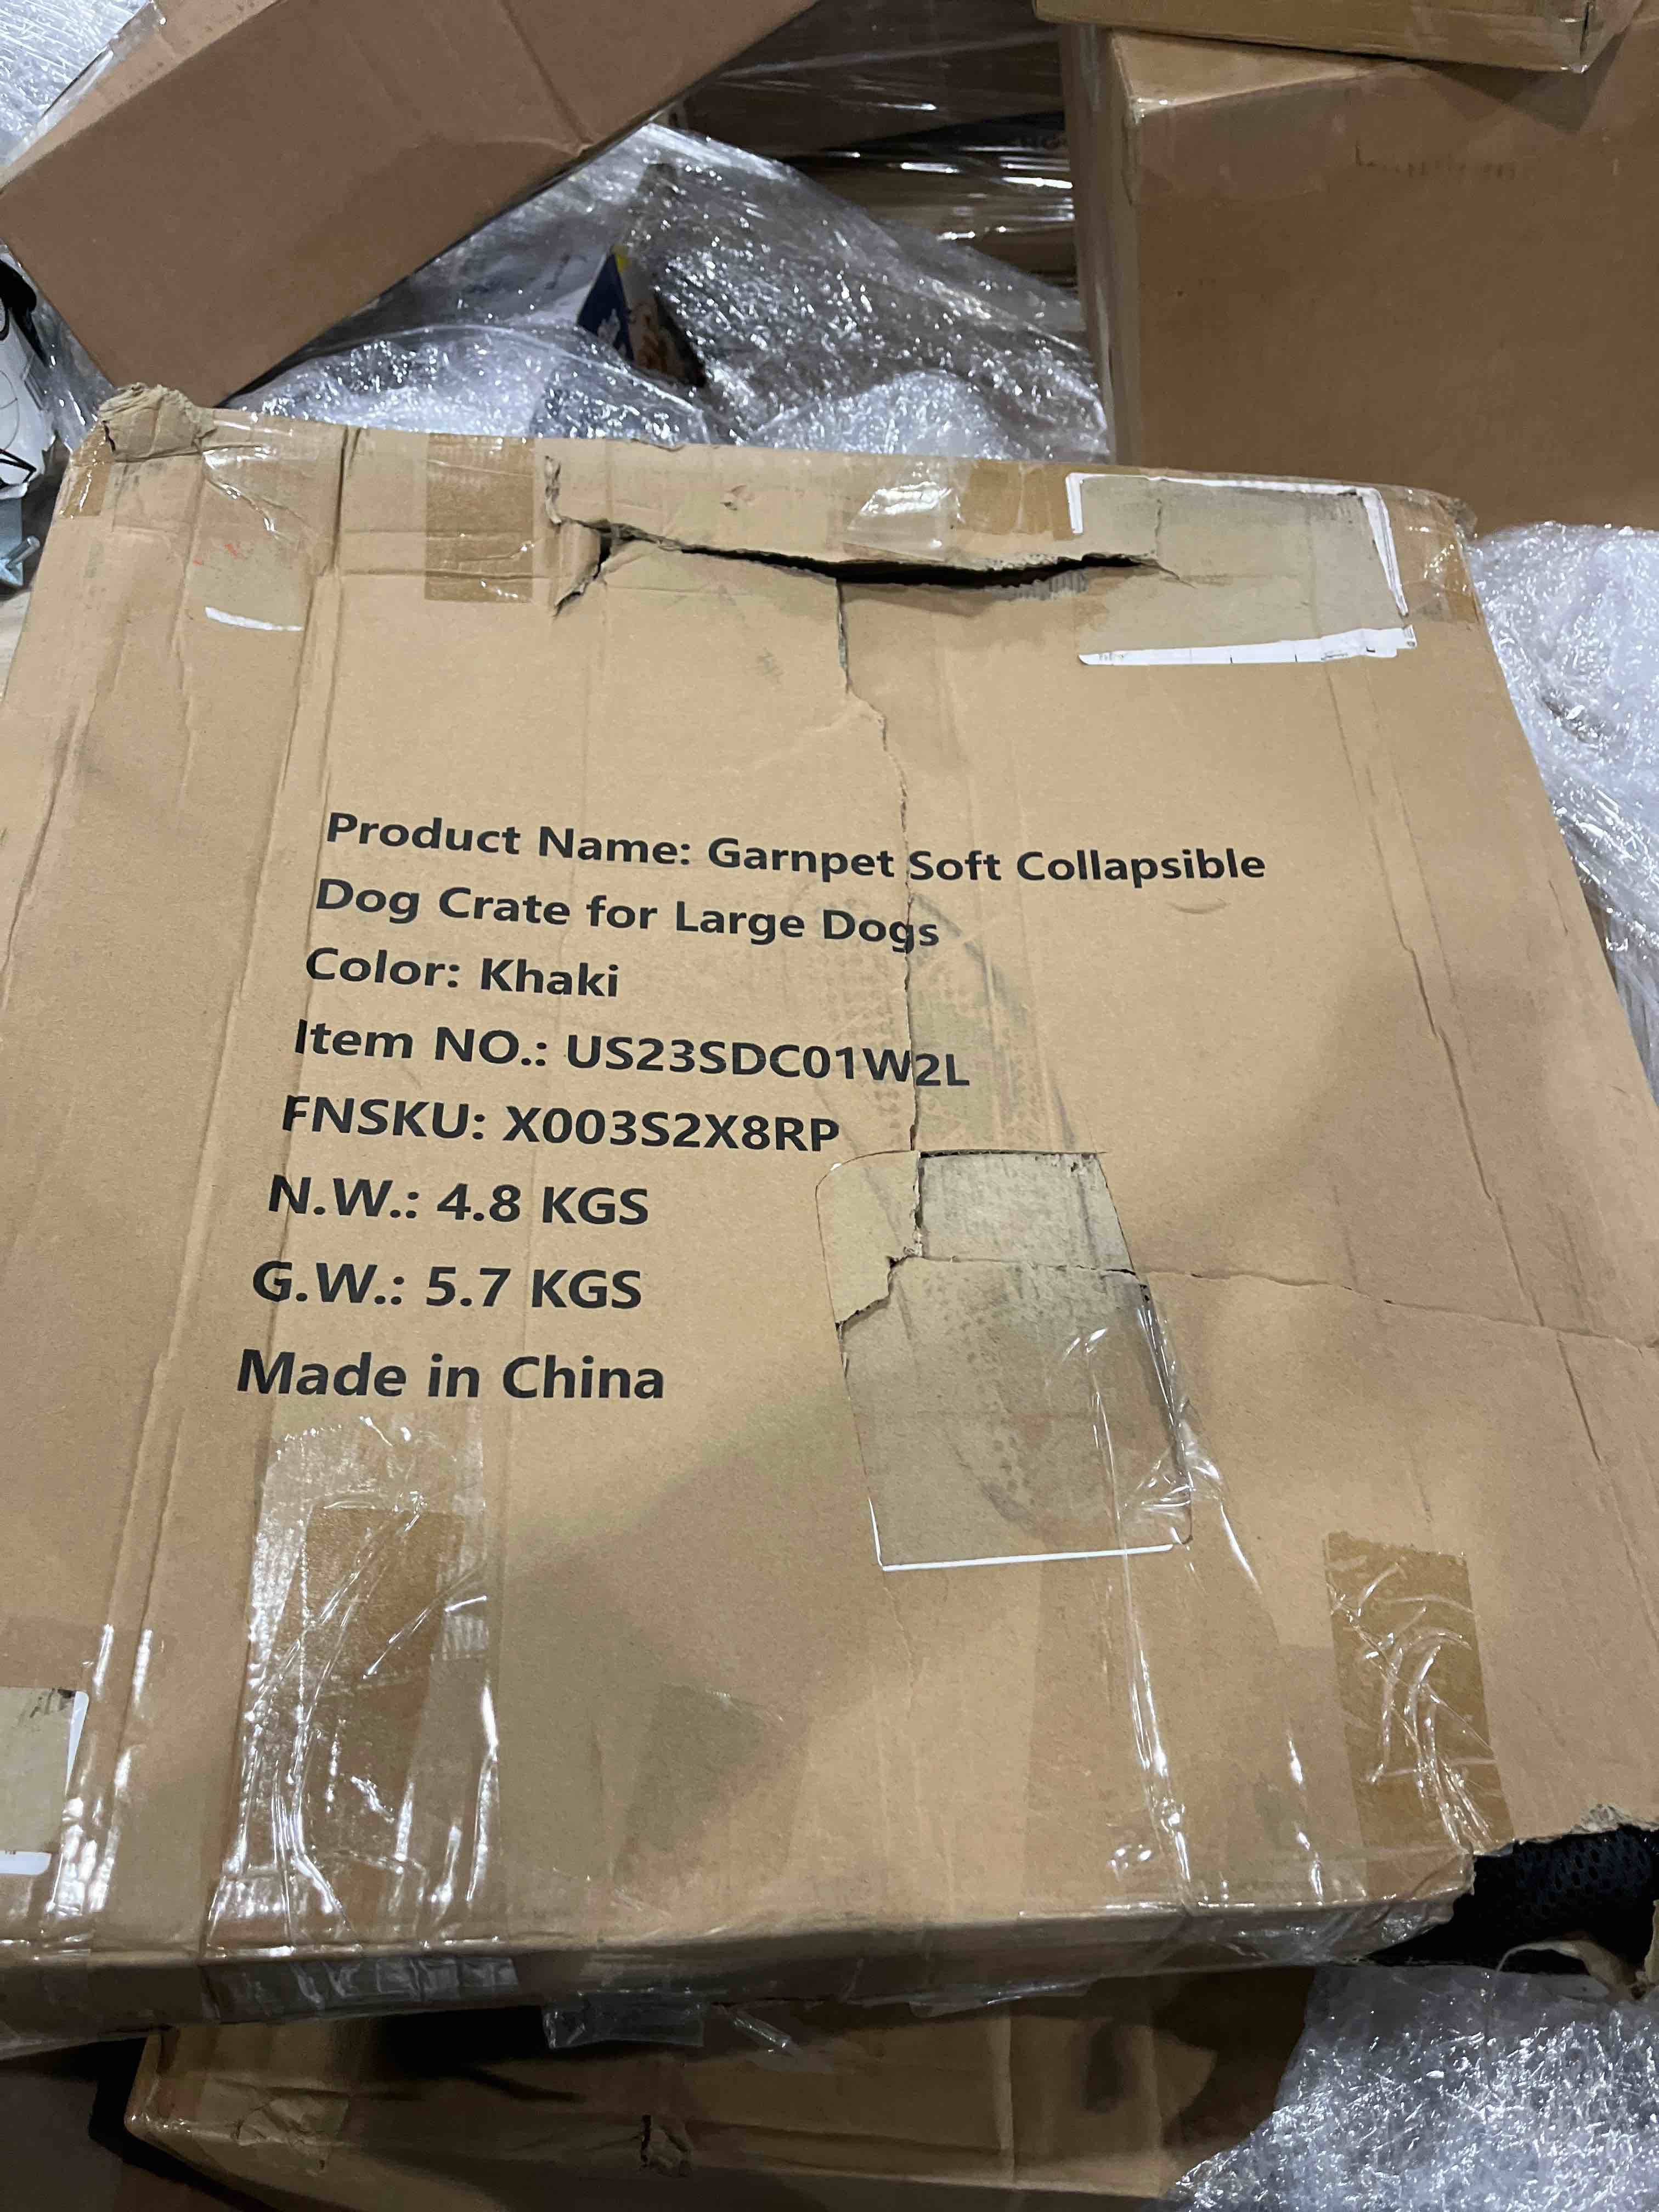 Product Name: Garnpet Soft Collapsible
Dog Crate for Large Dogs
Color: Khaki
Item NO.: US23SDC01W2L
FNSKU: X003S2X8RP
N.W.: 4.8 KGS
G.W.: 5.7 KGS
Made in China